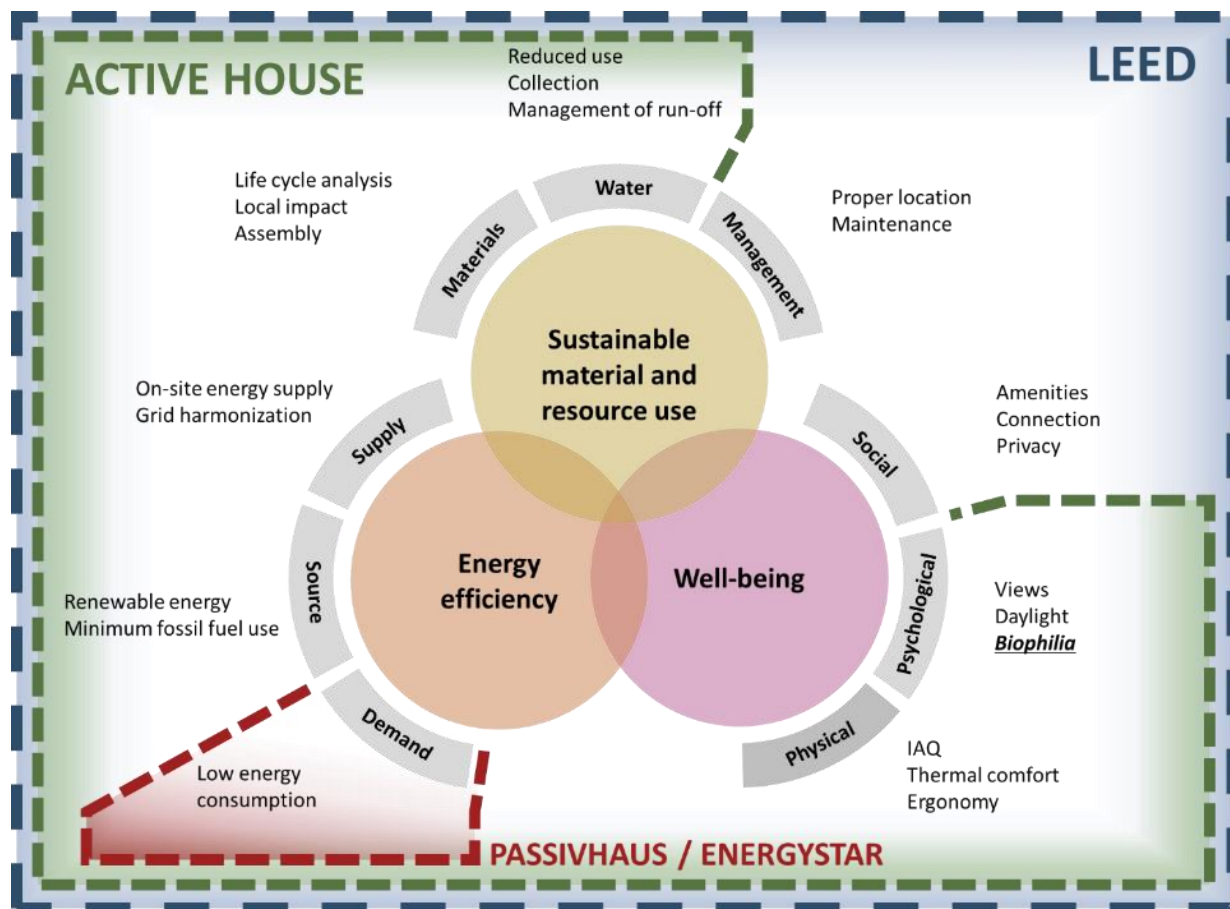 ACTIVE HOUSE
LEED
Reduced use
Collection
Management of run-off
Life cycle analysis
Local impact
Assembly
Materials
Water
Management
Proper location
Maintenance
Sustainable
material and
resource use
On-site energy supply
Grid harmonization
Supply
Social
Amenities
Connection
Privacy
Renewable energy
Minimum fossil fuel use
Source
Energy
efficiency
Well-being
Psychological
Views
Daylight
Biophilia
Demand
Low energy
consumption
Physical
IAQ
Thermal comfort
Ergonomy
PASSIVHAUS / ENERGYSTAR